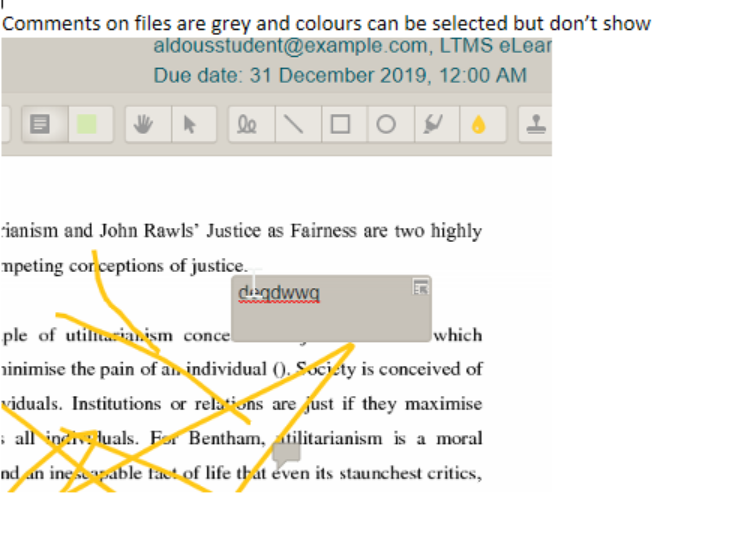 Comments on files are grey and colours can be selected but don’t show
aldousstudent@example.com, LTMS eLear
Due date: 31 December 2019, 12:00 AM
rianism and John Rawls’ Justice as Fairness are two highly
mpeting conceptions of justice.
deqdwwq
ple of utilitarianism conce which
ninimise the pain of an individual (). Society is conceived of
viduals. Institutions or relations are just if they maximise
s all individuals. For Bentham, utilitarianism is a moral
nd an inescapable fact of life that even its staunchest critics,